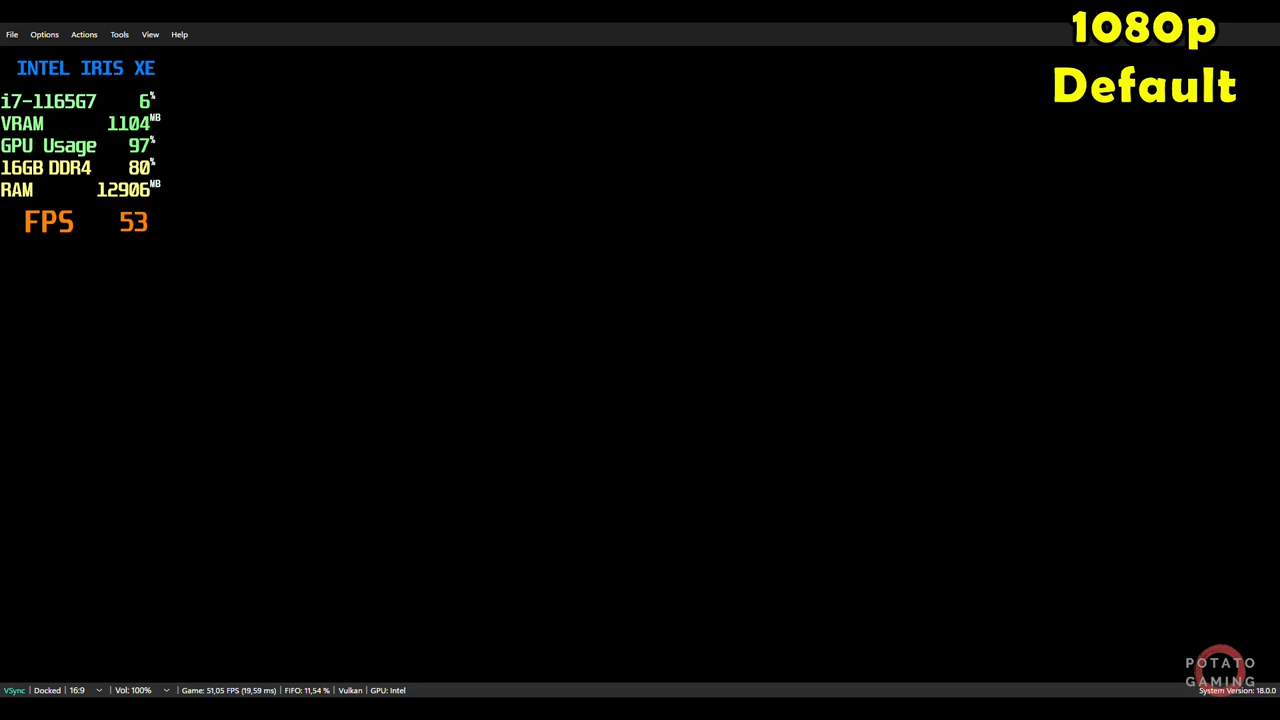 1080p
Default
File Options Actions Tools View Help
INTEL IRIS XE
i7-1165G7 6%
VRAM 1104MB
GPU Usage 97%
16GB DDR4 80%
RAM 12906MB
FPS 53
POTATO
GAMING
VSync | Docked | 16:9 | Vol: 100% | Game: 51,05 FPS (19,59 ms) | FIFO: 11,54 % | Vulkan | GPU: Intel
System Version: 18.0.0